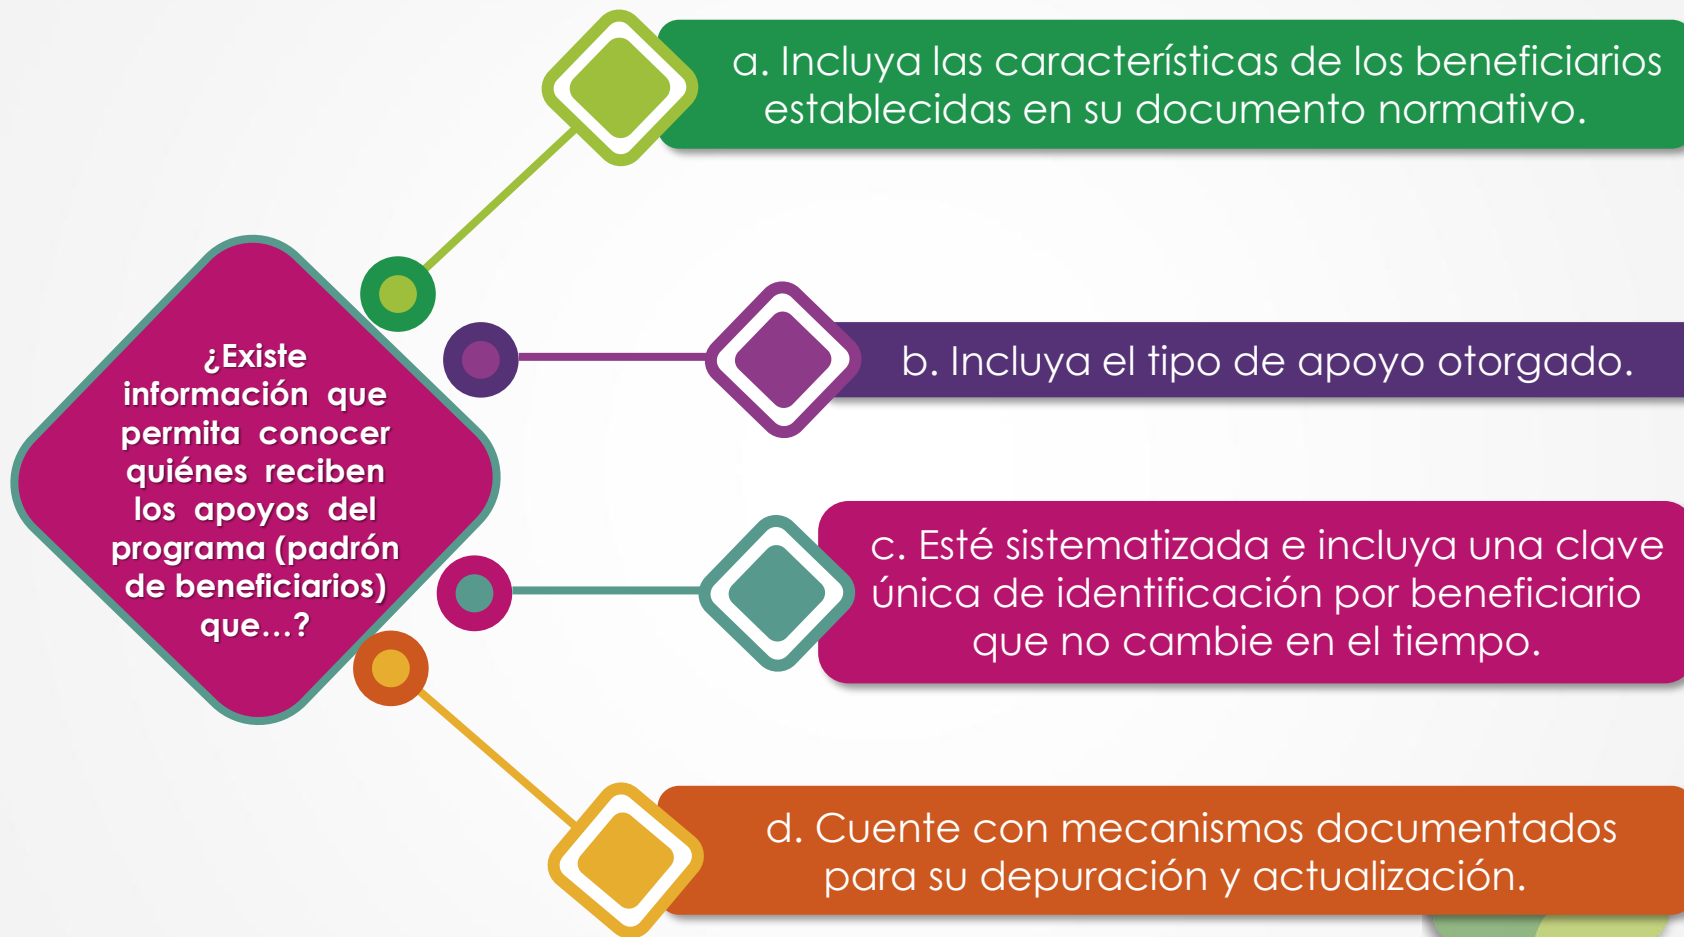 ¿Existe
información que
permita conocer
quiénes reciben
los apoyos del
programa (padrón
de beneficiarios)
que...?
a. Incluya las características de los beneficiarios
establecidas en su documento normativo.
b. Incluya el tipo de apoyo otorgado.
c. Esté sistematizada e incluya una clave
única de identificación por beneficiario
que no cambie en el tiempo.
d. Cuente con mecanismos documentados
para su depuración y actualización.